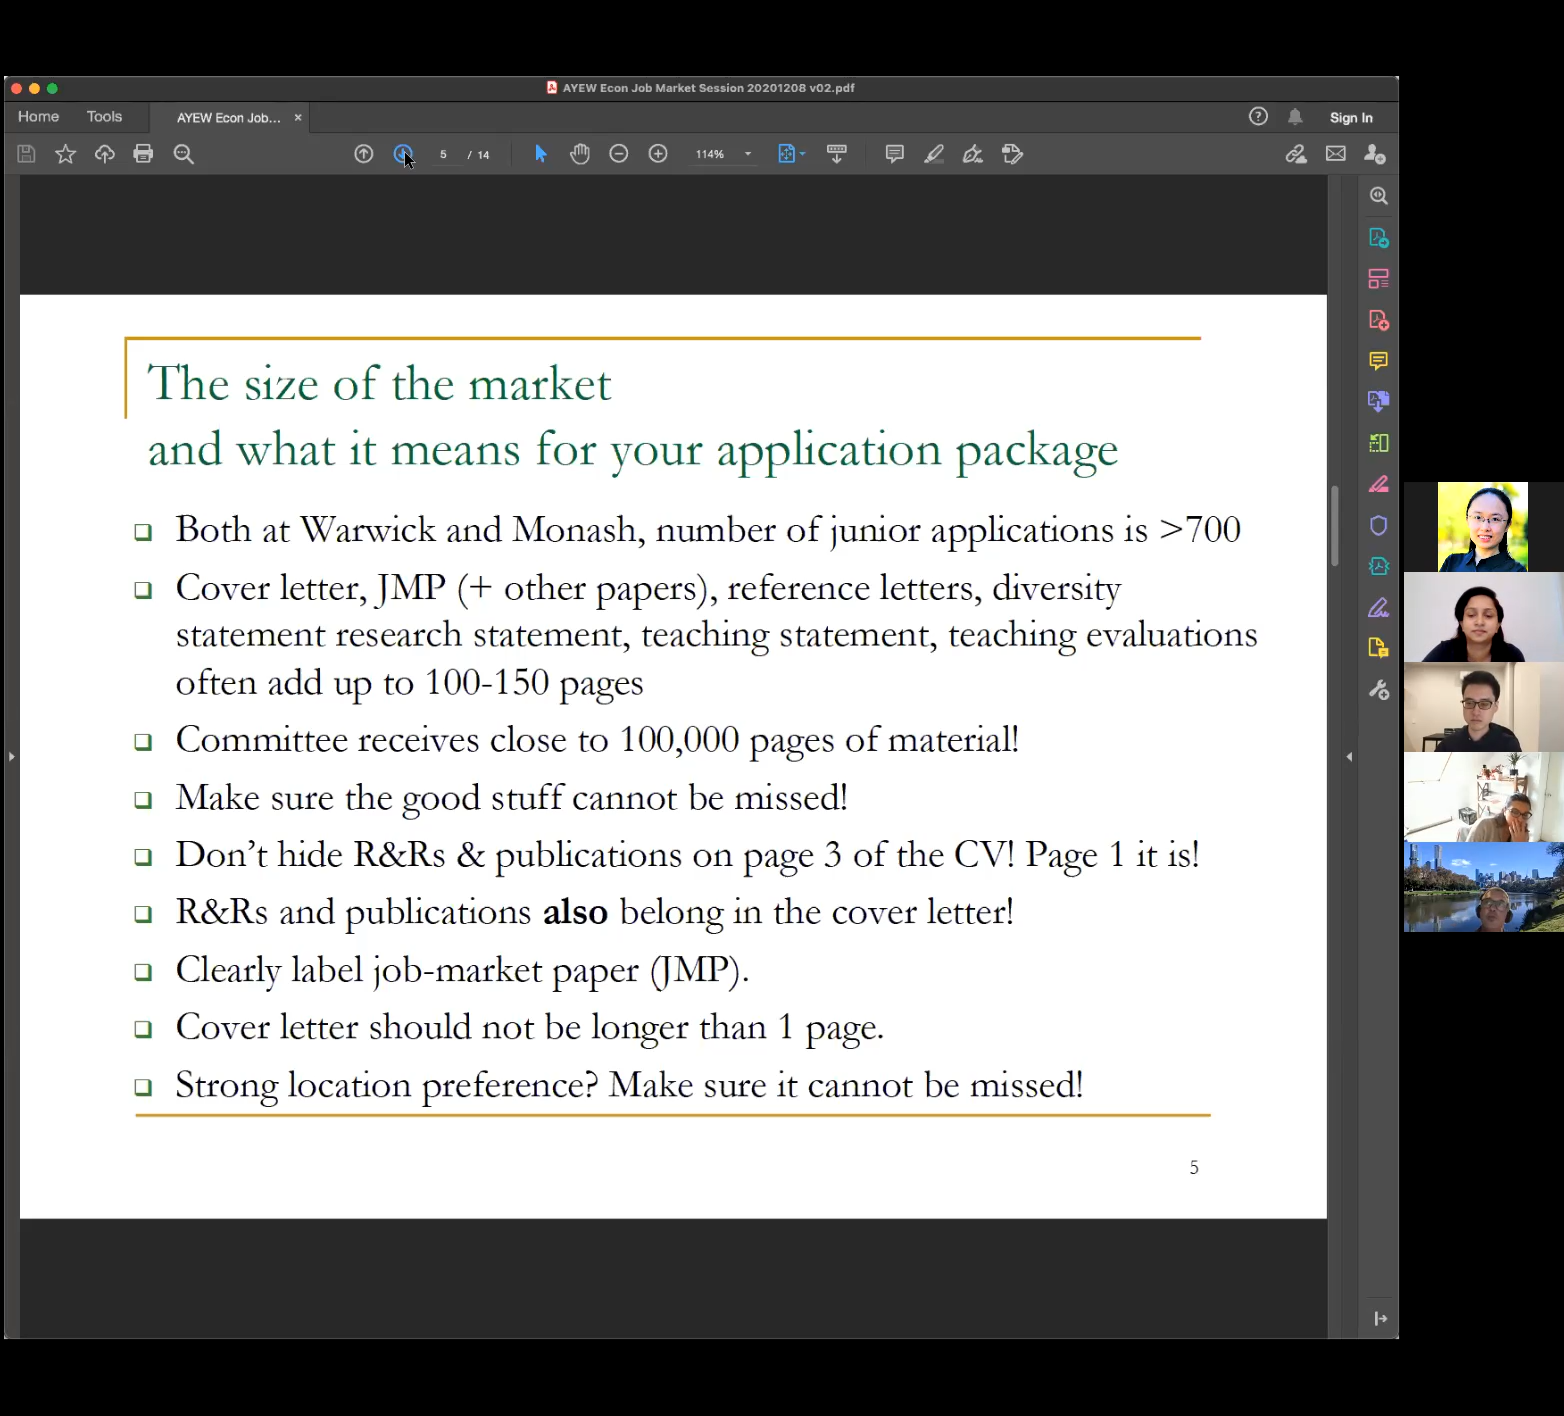 AYEW Econ Job Market Session 20201208 v02.pdf
Home Tools AYEW Econ Job... × Sign In
5 / 14 114%
The size of the market
and what it means for your application package
Both at Warwick and Monash, number of junior applications is >700
Cover letter, JMP (+ other papers), reference letters, diversity
statement research statement, teaching statement, teaching evaluations
often add up to 100-150 pages
Committee receives close to 100,000 pages of material!
Make sure the good stuff cannot be missed!
Don't hide R&Rs & publications on page 3 of the CV! Page 1 it is!
R&Rs and publications also belong in the cover letter!
Clearly label job-market paper (JMP).
Cover letter should not be longer than 1 page.
Strong location preference? Make sure it cannot be missed!
5